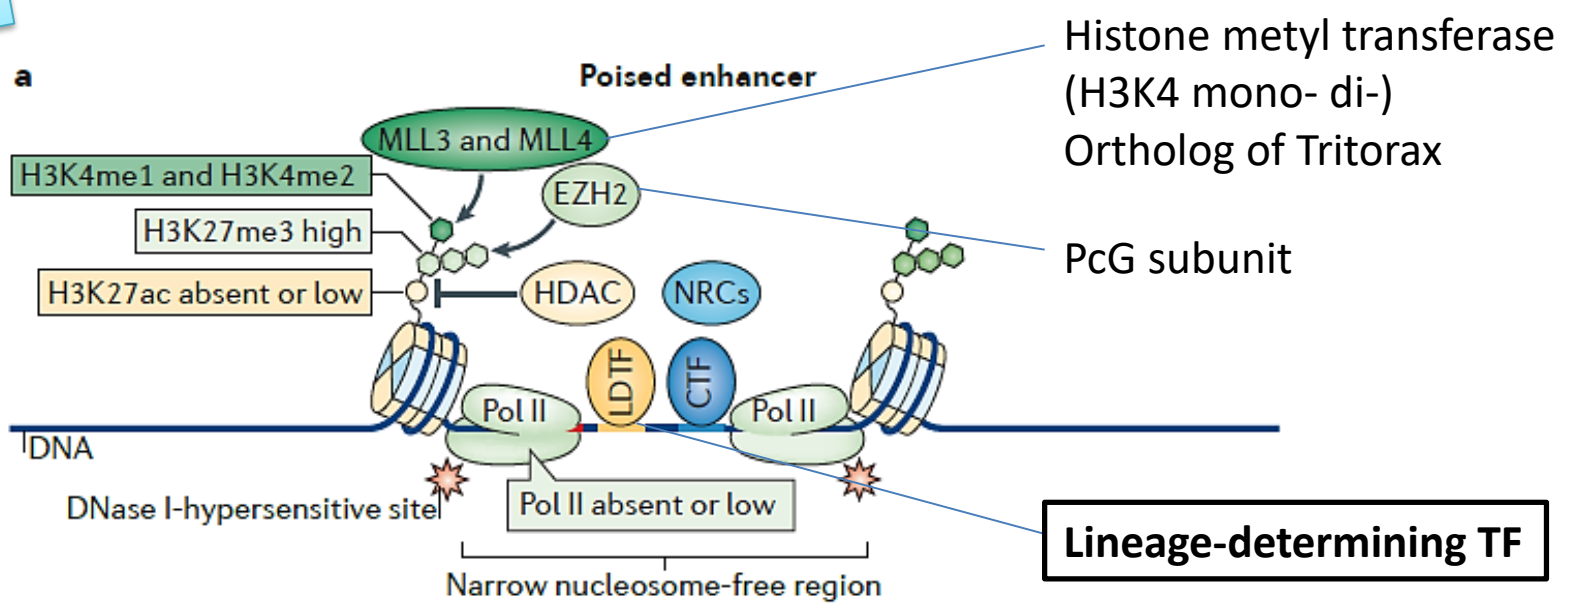 a
Poised enhancer
MLL3 and MLL4
H3K4me1 and H3K4me2
EZH2
H3K27me3 high
H3K27ac absent or low
HDAC
NRCs
LDTF
CTF
Pol II
Pol II
DNA
DNase I-hypersensitive site
Pol II absent or low
Narrow nucleosome-free region
Histone metyl transferase
(H3K4 mono- di-)
Ortholog of Tritorax
PcG subunit
Lineage-determining TF